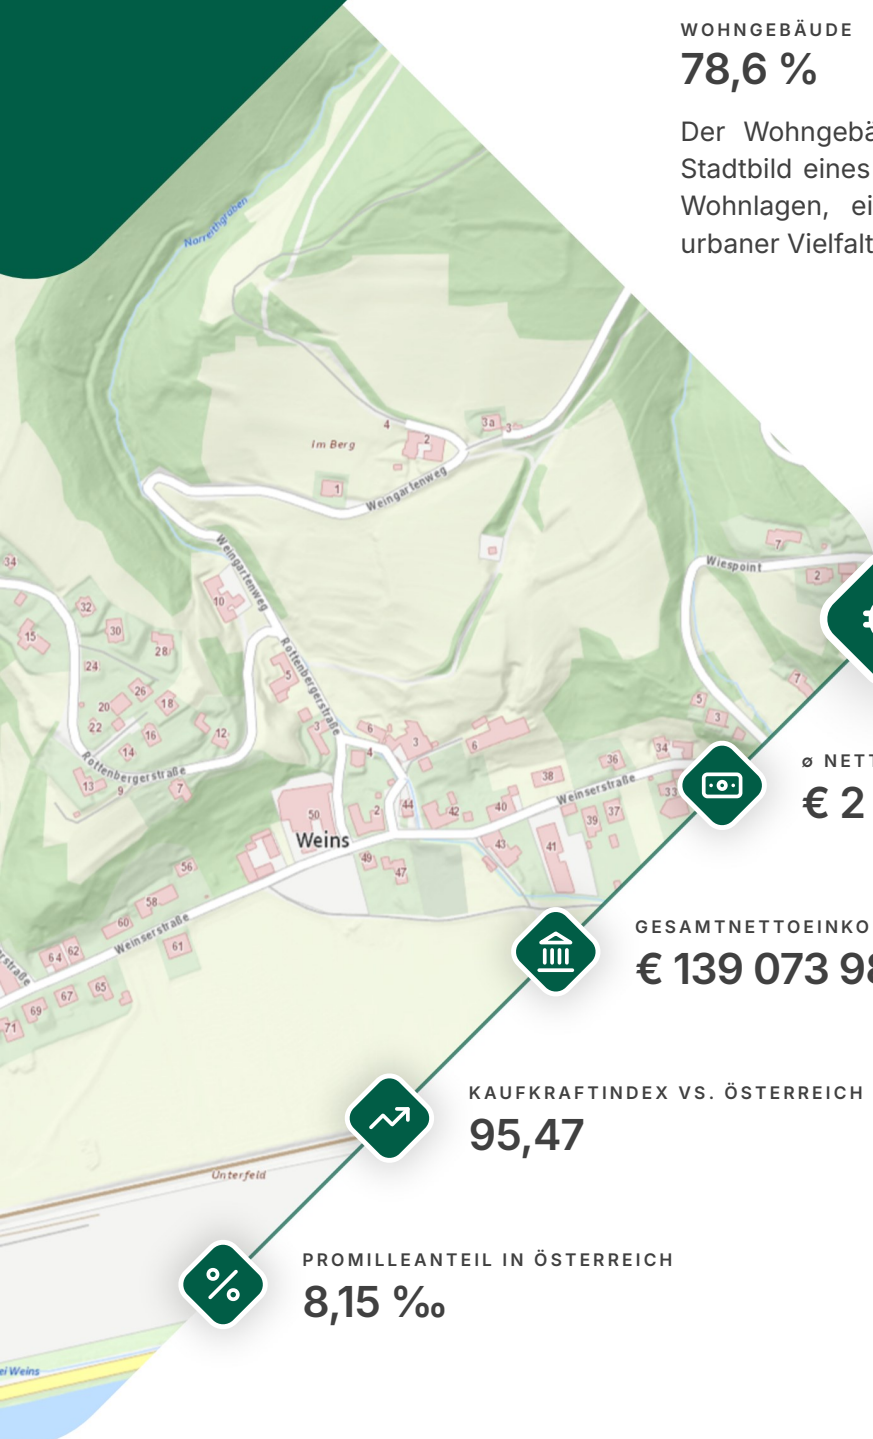 WOHNGEBÄUDE
78,6 %
Der Wohngebä
Stadtbild eines
Wohnlagen, ei
urbaner Vielfalt
Norreithgraben
Im Berg
4
2
3a
3
1
Weingartenweg
7
Wiespoint
2
34
Weingartenweg
10
32
30
15
28
24
26
20
18
22
16
14
12
Rottenbergerstraße
13
9
7
Rottenbergerstraße
5
3
6
4
3
6
7
5
3
34
36
38
33
Weinserstraße
40
37
39
42
44
2
50
Weins
43
41
49
47
56
58
60
Weinserstraße
61
62
64
65
67
69
71
rstraße
ø NETT
€ 2
GESAMTNETTOEINKO
€ 139 073 98
KAUFKRAFTINDEX VS. ÖSTERREICH
95,47
Unterfeld
PROMILLEANTEIL IN ÖSTERREICH
8,15 ‰
ei Weins